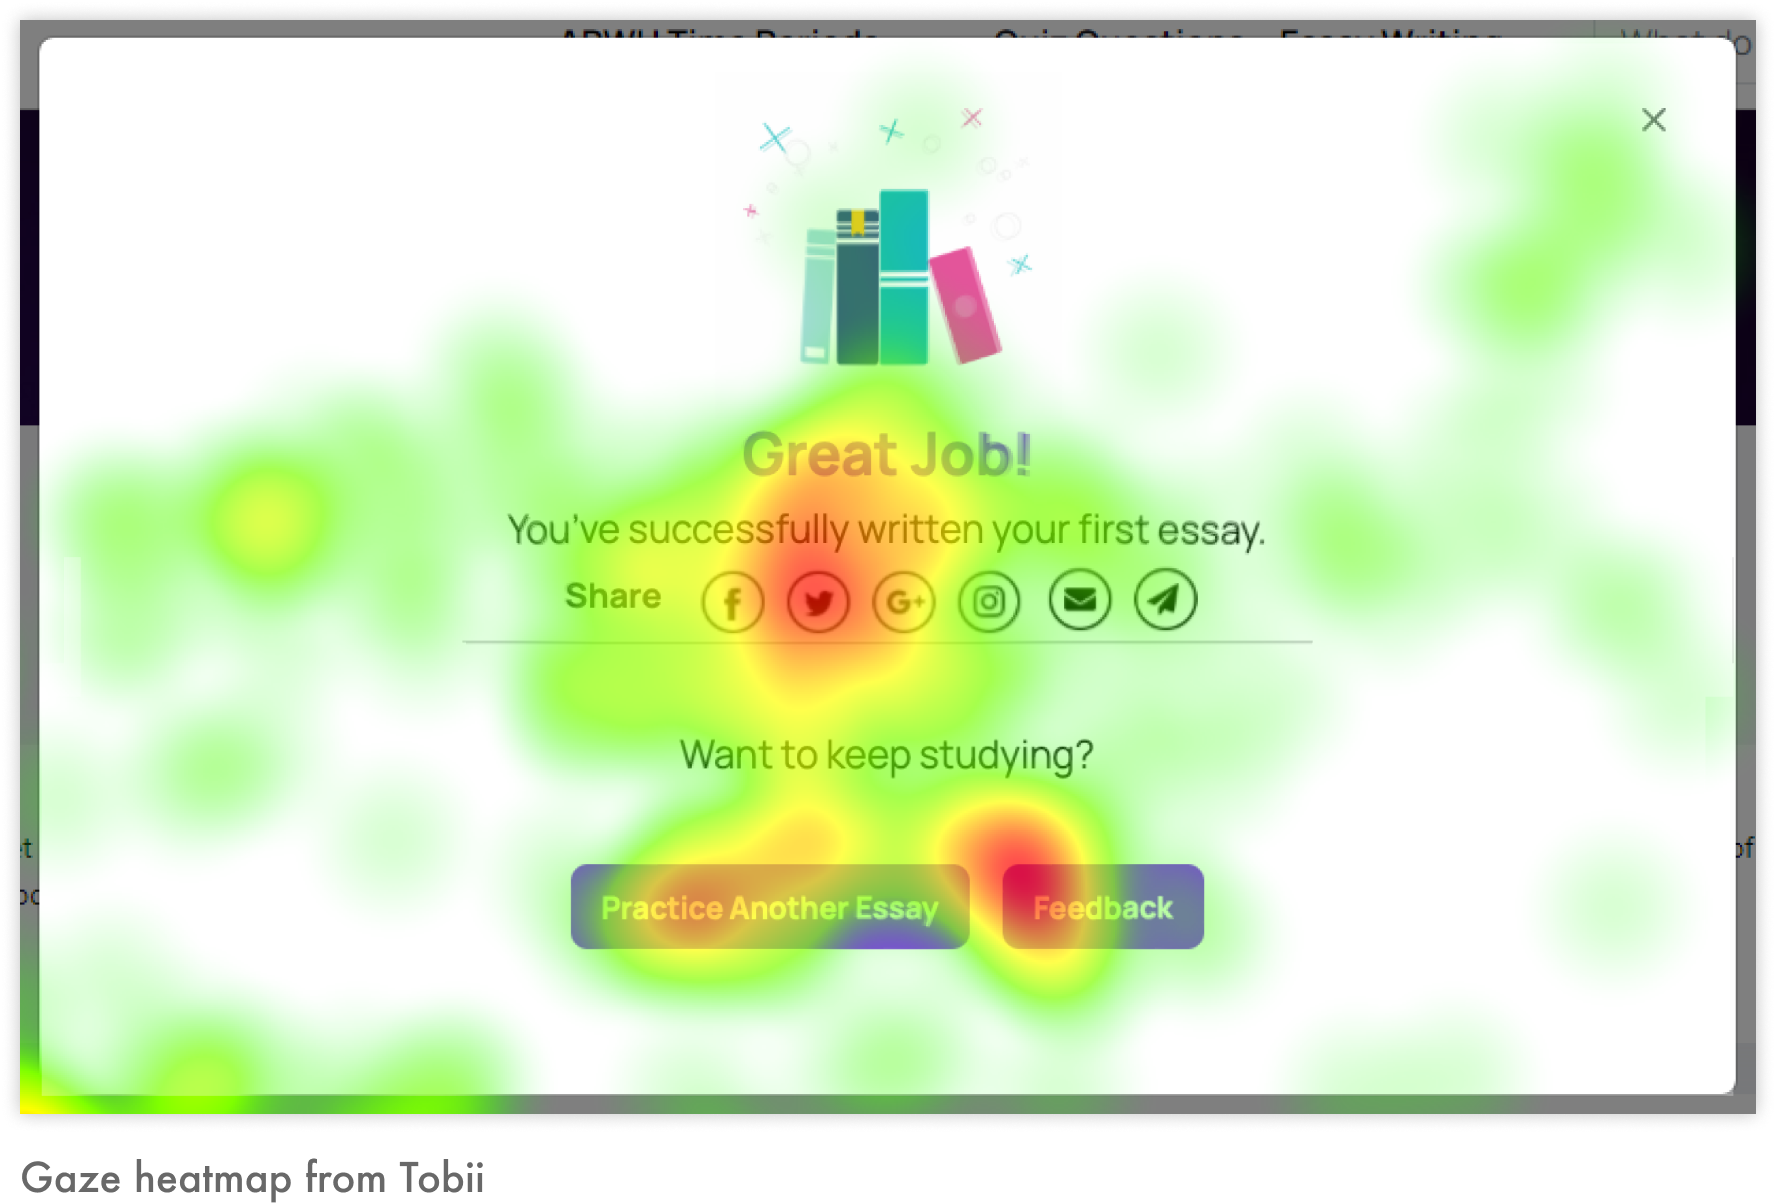 APWH Time Periods Quiz Questions Essay Writing What do
Great Job!
You've successfully written your first essay.
Share
Want to keep studying?
Practice Another Essay Feedback
of
Gaze heatmap from Tobii